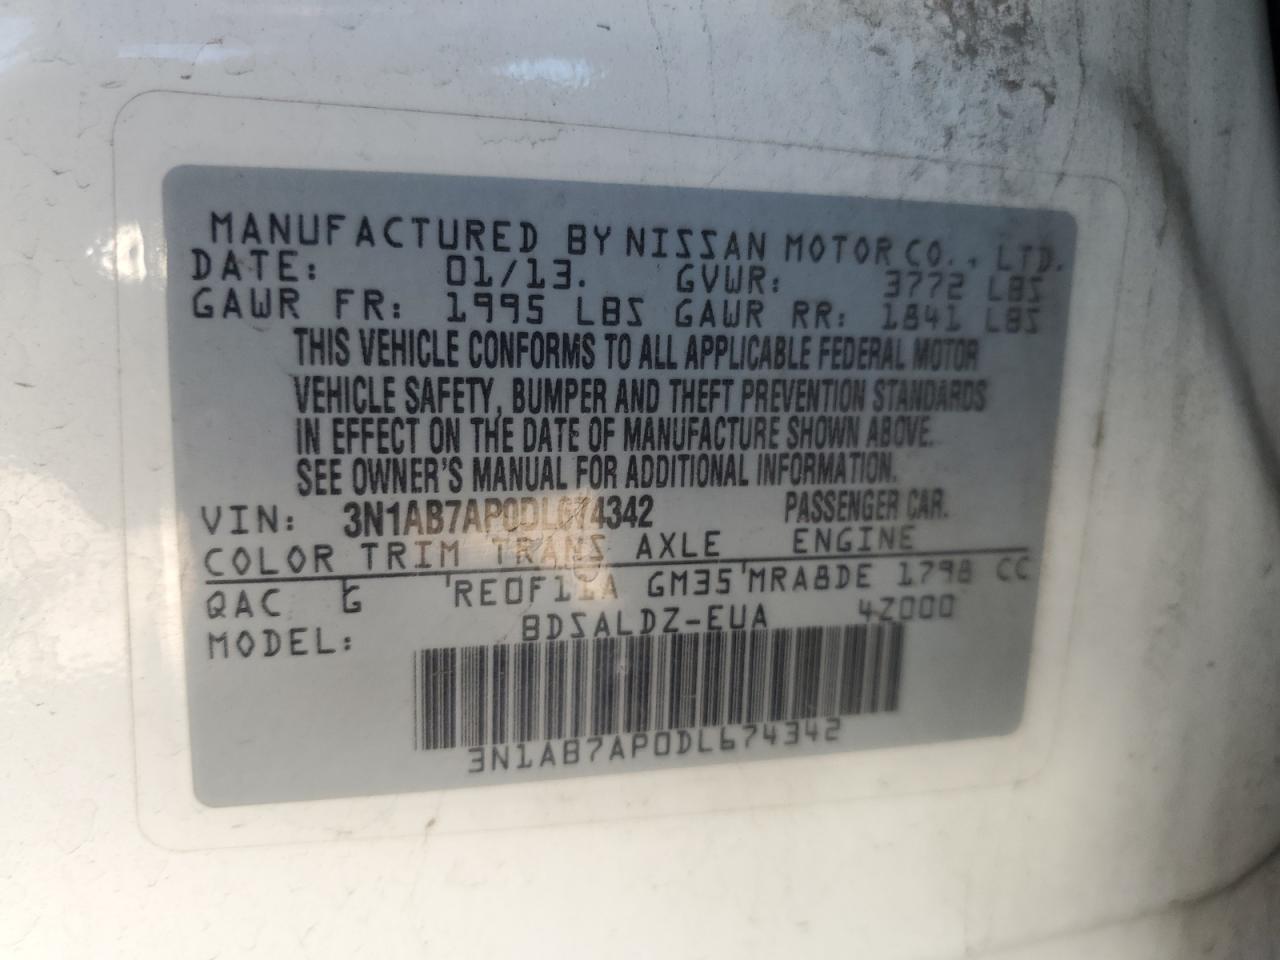 MANUFACTURED BY NISSAN MOTOR CO., LTD.
DATE: 01/13. GVWR: 3772 LBS
GAWR FR: 1995 LBS GAWR RR: 1841 LBS
THIS VEHICLE CONFORMS TO ALL APPLICABLE FEDERAL MOTOR
VEHICLE SAFETY, BUMPER AND THEFT PREVENTION STANDARDS
IN EFFECT ON THE DATE OF MANUFACTURE SHOWN ABOVE.
SEE OWNER'S MANUAL FOR ADDITIONAL INFORMATION.
VIN: 3N1AB7AP0DL674342 PASSENGER CAR.
COLOR TRIM TRANS AXLE ENGINE
QAC G RE0F11A GM35 MRA8DE 1798 CC
MODEL: BDSALDZ-EUA 4Z000
3N1AB7AP0DL674342